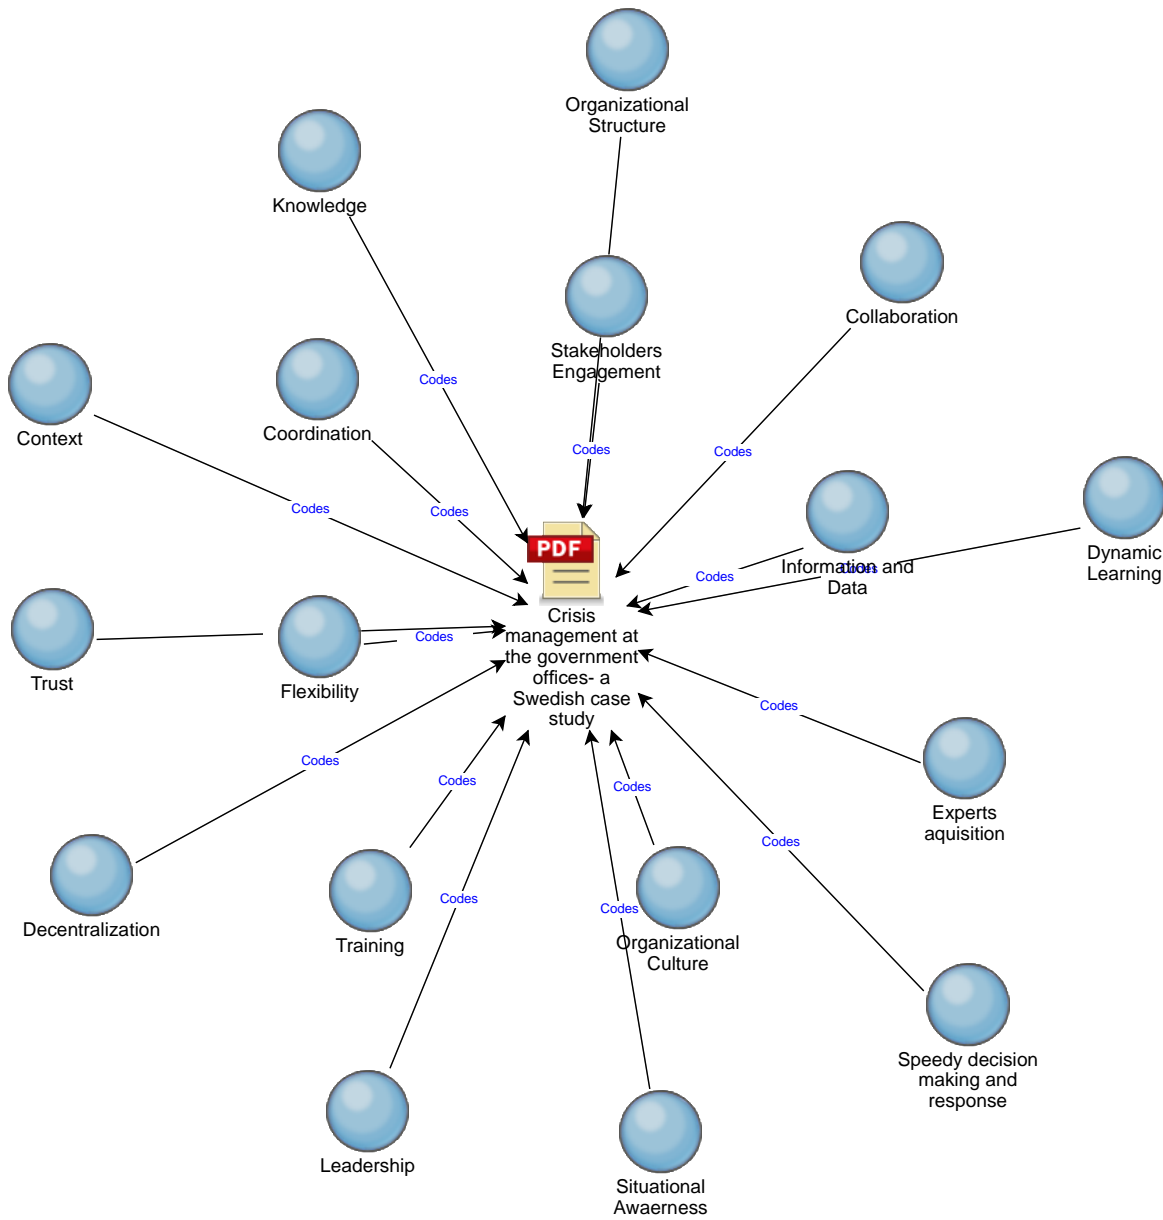 Organizational
Structure
Knowledge
Collaboration
Stakeholders
Engagement
Codes
Coordination
Context
Codes
Codes
Codes
Codes
Codes
PDF
Information and
Data
Codes
Codes
Dynamic
Learning
Crisis
management at
the government
offices- a
Swedish case
study
Trust
Flexibility
Codes
Codes
Experts
aquisition
Codes
Codes
Codes
Codes
Codes
Codes
Decentralization
Training
Organizational
Culture
Speedy decision
making and
response
Leadership
Situational
Awaerness